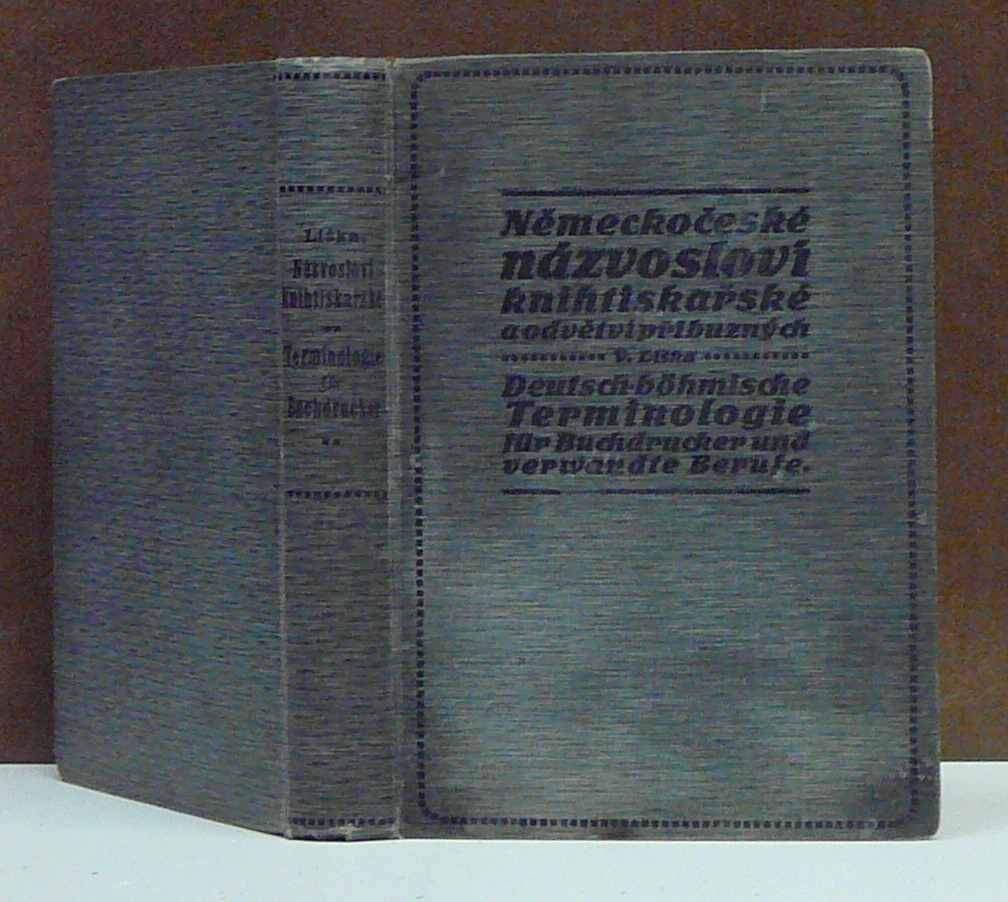 Liška.
Názvosloví
knihtiskařské
Terminologie
für
Buchdrucker
Německočeské
názvosloví
knihtiskařské
a odvětví příbuzných
V. Liška
Deutsch-böhmische
Terminologie
für Buchdrucker und
verwandte Berufe.